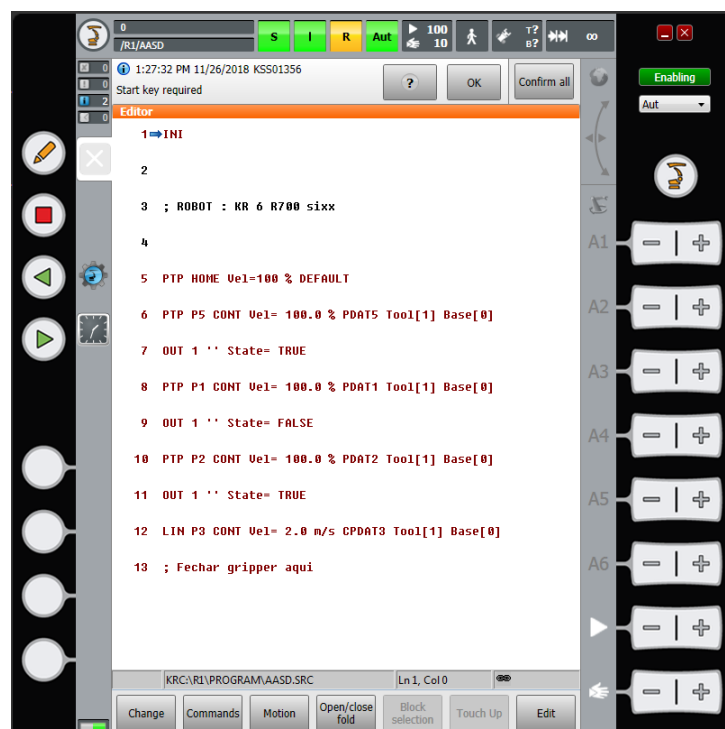 0
/R1/AASD
S I R Aut 100 10 T? B? ∞
0
0
2
0
1:27:32 PM 11/26/2018 KSS01356
Start key required
? OK Confirm all
Enabling
Aut
Editor
1 INI
2
3 ; ROBOT : KR 6 R700 sixx
4
5 PTP HOME Vel=100 % DEFAULT
6 PTP P5 CONT Vel= 100.0 % PDAT5 Tool[1] Base[0]
7 OUT 1 '' State= TRUE
8 PTP P1 CONT Vel= 100.0 % PDAT1 Tool[1] Base[0]
9 OUT 1 '' State= FALSE
10 PTP P2 CONT Vel= 100.0 % PDAT2 Tool[1] Base[0]
11 OUT 1 '' State= TRUE
12 LIN P3 CONT Vel= 2.0 m/s CPDAT3 Tool[1] Base[0]
13 ; Fechar gripper aqui
A1
A2
A3
A4
A5
A6
KRC:\R1\PROGRAM\AASD.SRC Ln 1, Col 0
Change Commands Motion Open/close fold Block selection Touch Up Edit